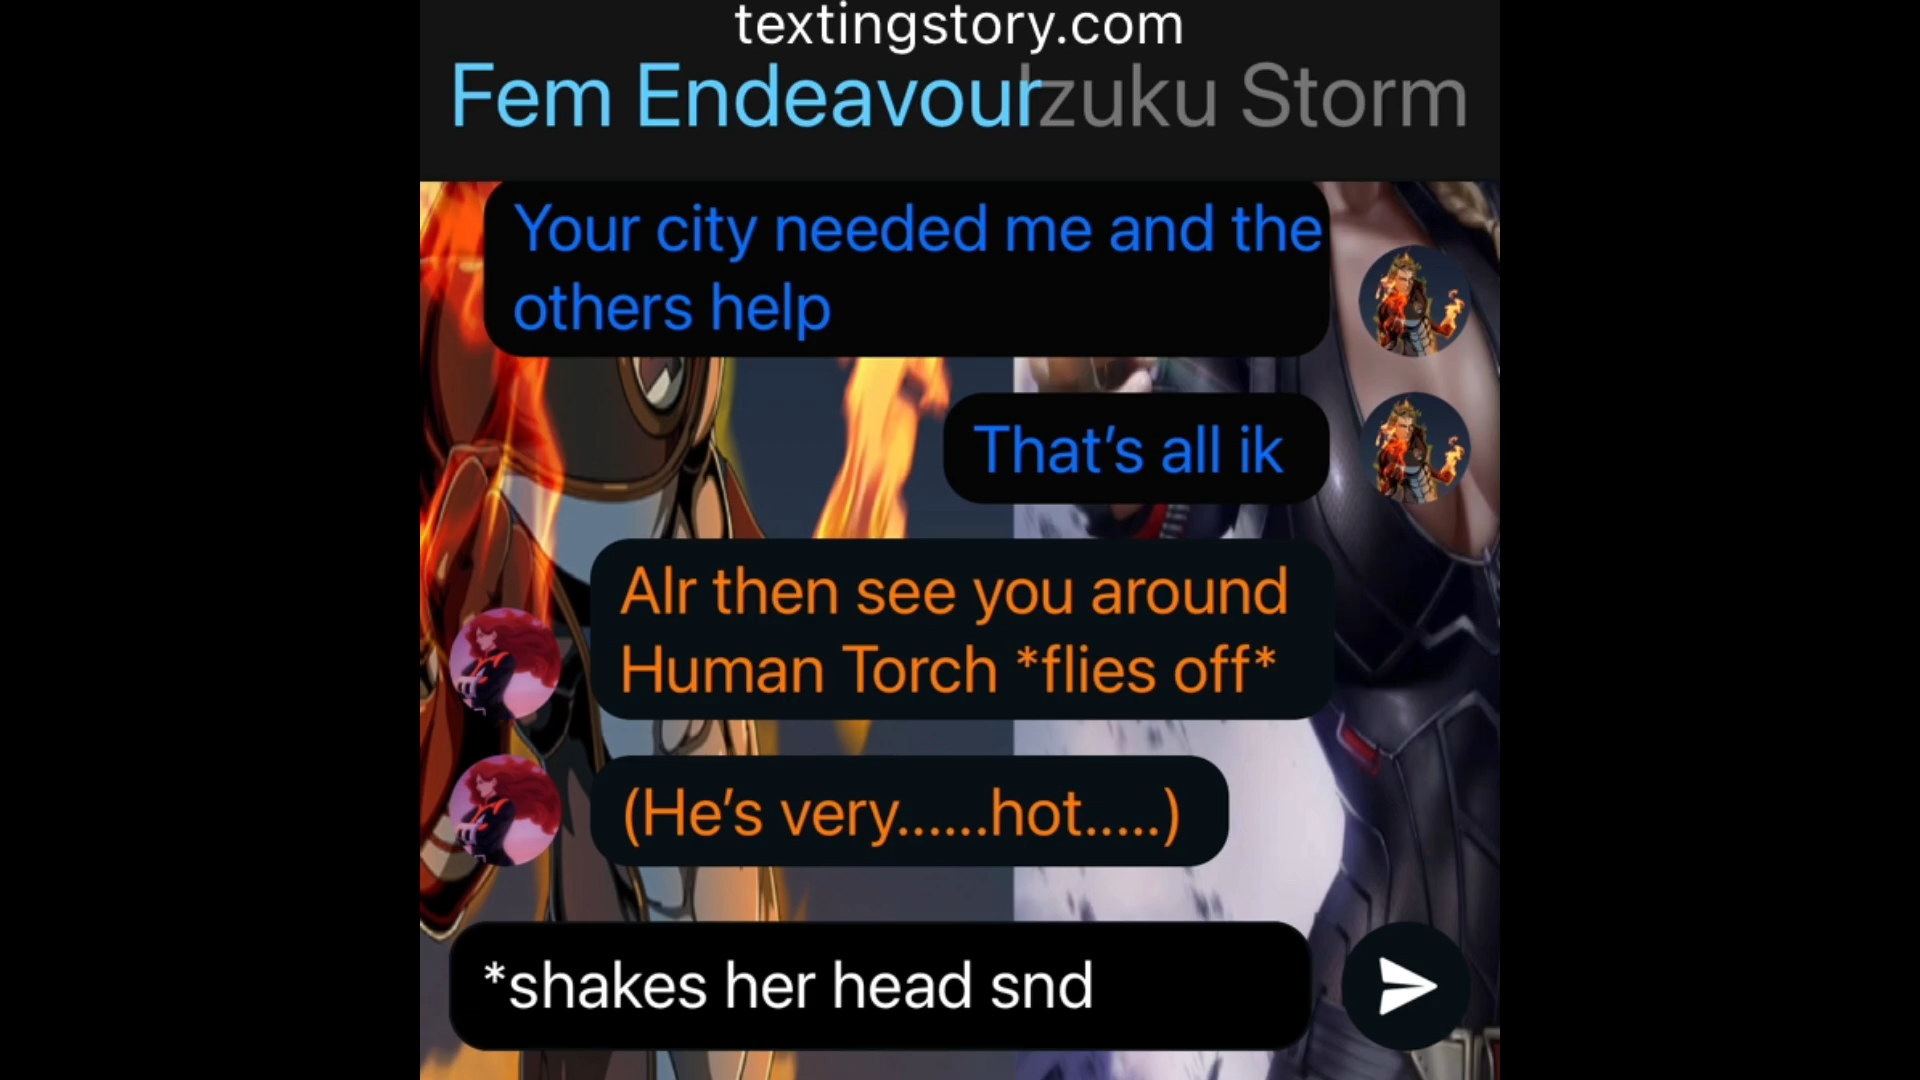 textingstory.com
Fem Endeavour Izuku Storm
Your city needed me and the
others help
That's all ik
Alr then see you around
Human Torch *flies off*
(He's very......hot.....)
*shakes her head snd